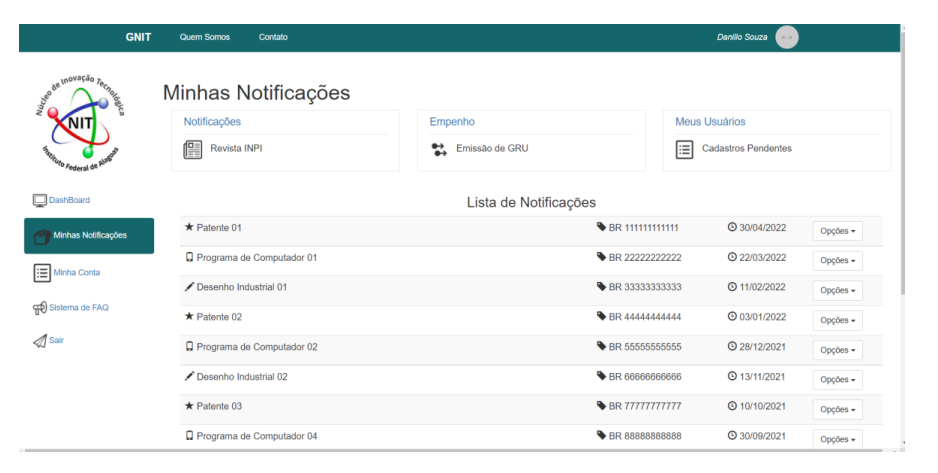 GNIT Quem Somos Contato Danillo Souza
Núcleo de Inovação Tecnológica
NIT
Instituto Federal de Alagoas
Minhas Notificações
Notificações Empenho Meus Usuários
Revista INPI Emissão de GRU Cadastros Pendentes
DashBoard
Minhas Notificações
Minha Conta
Sistema de FAQ
Sair
Lista de Notificações
Patente 01 BR 111111111111 30/04/2022 Opções
Programa de Computador 01 BR 22222222222 22/03/2022 Opções
Desenho Industrial 01 BR 33333333333 11/02/2022 Opções
Patente 02 BR 44444444444 03/01/2022 Opções
Programa de Computador 02 BR 55555555555 28/12/2021 Opções
Desenho Industrial 02 BR 66666666666 13/11/2021 Opções
Patente 03 BR 77777777777 10/10/2021 Opções
Programa de Computador 04 BR 88888888888 30/09/2021 Opções